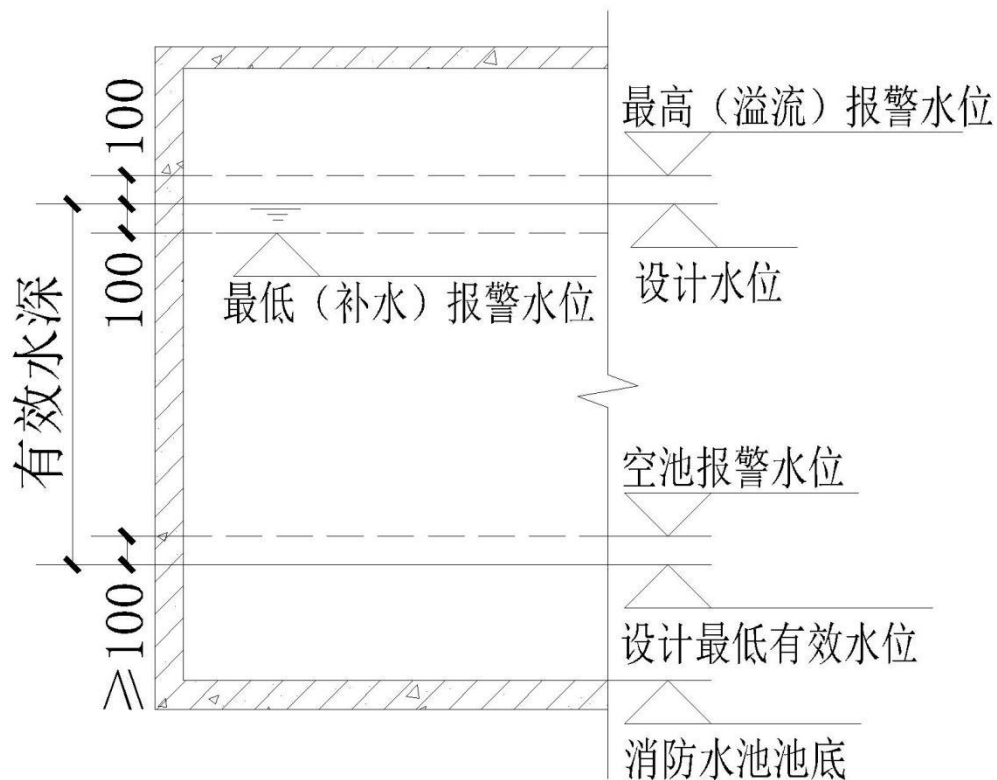 100
最高（溢流）报警水位
100
设计水位
最低（补水）报警水位
有效水深
空池报警水位
≥100
设计最低有效水位
消防水池池底